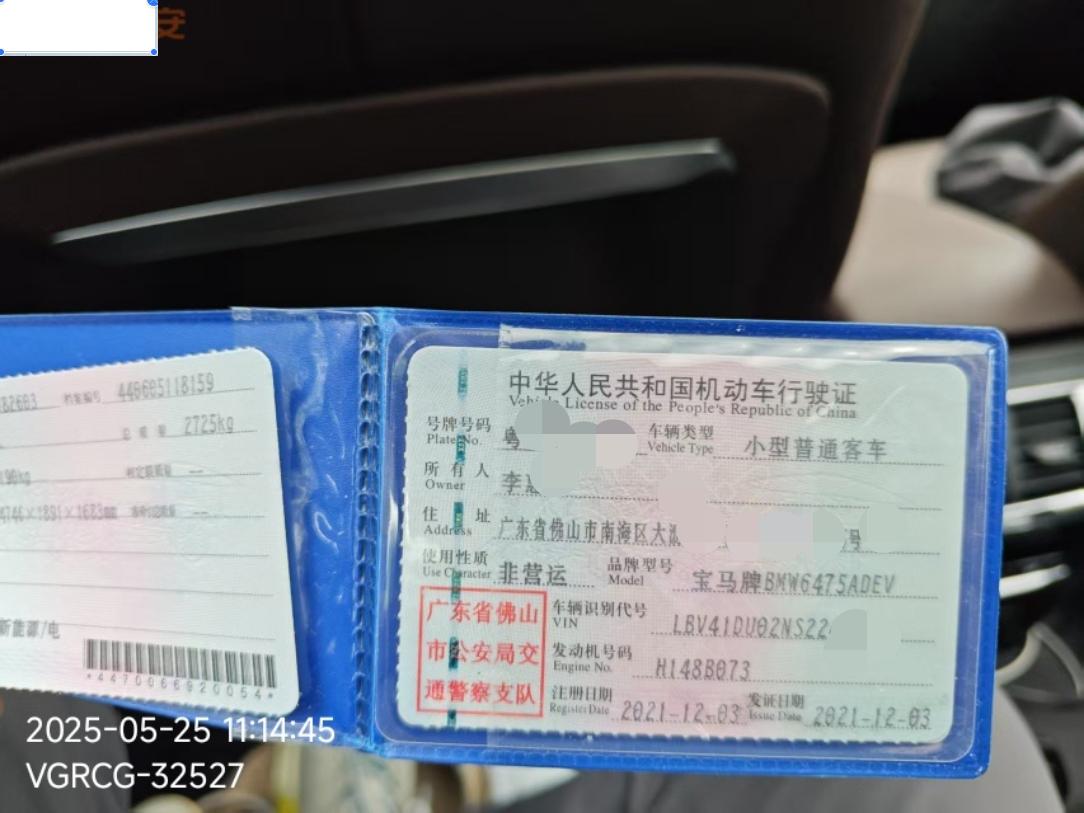 安
档案编号 440605118159
总质量 2725kg
4746×1891×1683mm
新能源/电
*4470066920054*
中华人民共和国机动车行驶证
Vehicle License of the People's Republic of China
号牌号码 粤 车辆类型 小型普通客车
Plate No. Vehicle Type
所有人 李
Owner
住址 广东省佛山市南海区大 号
Address
使用性质 非营运 品牌型号 宝马牌BMW6475ADEV
Use Character Model
广东省佛山
市公安局交
通警察支队
车辆识别代号 LBV41DU02NS22
VIN
发动机号码 H148B073
Engine No.
注册日期 2021-12-03 发证日期 2021-12-03
Register Date Issue Date
2025-05-25 11:14:45
VGRCG-32527